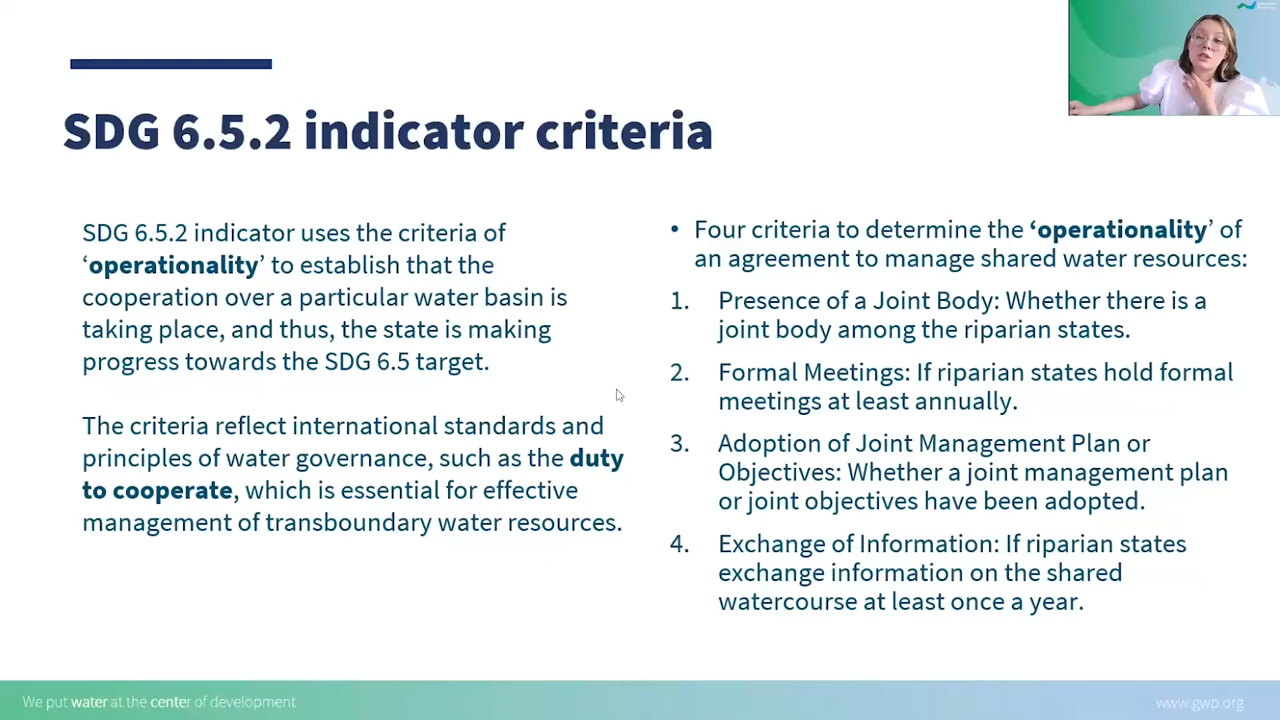 SDG 6.5.2 indicator criteria
SDG 6.5.2 indicator uses the criteria of
‘operationality’ to establish that the
cooperation over a particular water basin is
taking place, and thus, the state is making
progress towards the SDG 6.5 target.
The criteria reflect international standards and
principles of water governance, such as the duty
to cooperate, which is essential for effective
management of transboundary water resources.
• Four criteria to determine the ‘operationality’ of
an agreement to manage shared water resources:
1. Presence of a Joint Body: Whether there is a
joint body among the riparian states.
2. Formal Meetings: If riparian states hold formal
meetings at least annually.
3. Adoption of Joint Management Plan or
Objectives: Whether a joint management plan
or joint objectives have been adopted.
4. Exchange of Information: If riparian states
exchange information on the shared
watercourse at least once a year.
We put water at the center of development
www.gwp.org